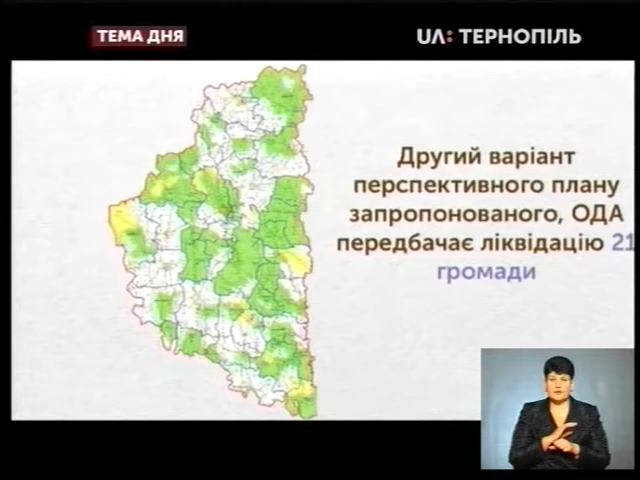 ТЕМА ДНЯ
UA: ТЕРНОПІЛЬ
Другий варіант
перспективного плану
запропонованого, ОДА
передбачає ліквідацію 21
громади